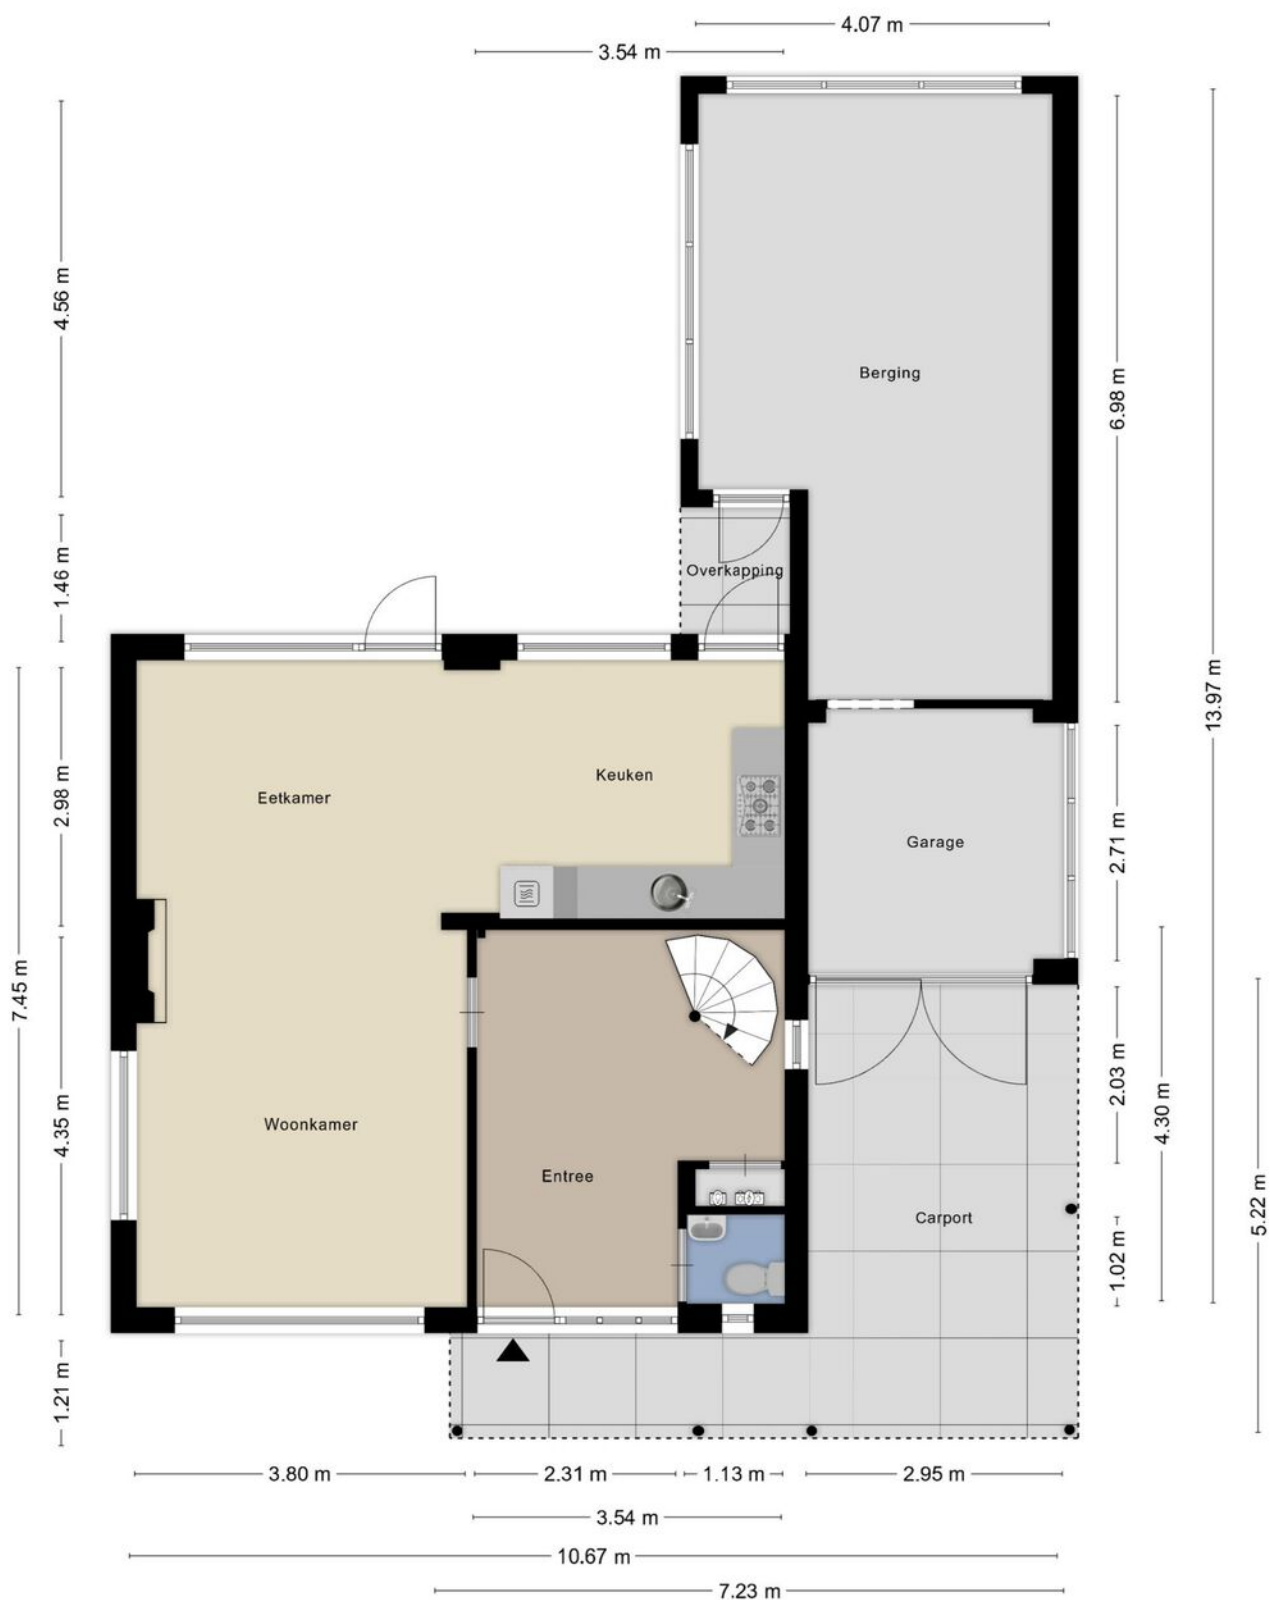 4.07 m
3.54 m
4.56 m
Berging
6.98 m
1.46 m
Overkapping
13.97 m
2.98 m
Keuken
Eetkamer
Garage
2.71 m
7.45 m
4.35 m
Woonkamer
2.03 m
4.30 m
Entree
Carport
5.22 m
1.02 m
1.21 m
3.80 m
2.31 m
1.13 m
2.95 m
3.54 m
10.67 m
7.23 m